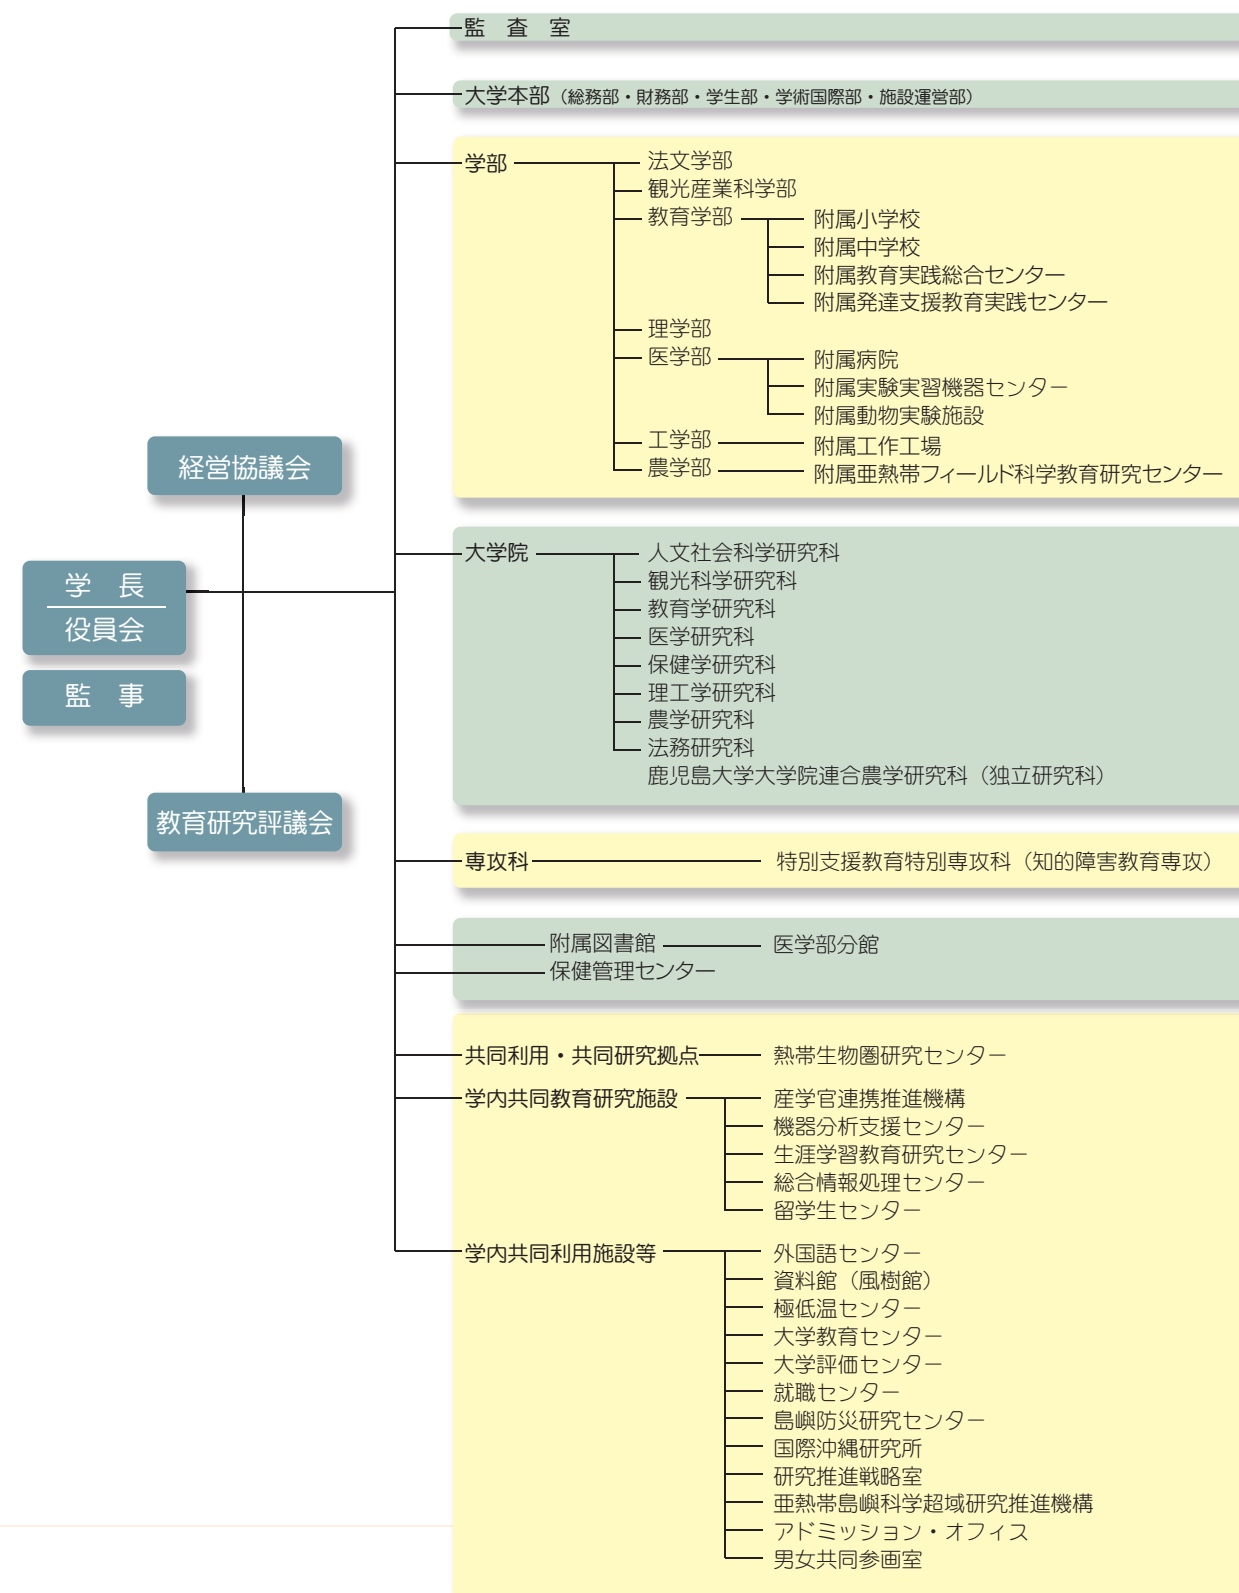 監 査 室
大学本部（総務部・財務部・学生部・学術国際部・施設運営部）
学部
法文学部
観光産業科学部
教育学部
附属小学校
附属中学校
附属教育実践総合センター
附属発達支援教育実践センター
理学部
医学部
附属病院
附属実験実習機器センター
附属動物実験施設
工学部
附属工作工場
農学部
附属亜熱帯フィールド科学教育研究センター
経営協議会
学 長
役員会
監 事
教育研究評議会
大学院
人文社会科学研究科
観光科学研究科
教育学研究科
医学研究科
保健学研究科
理工学研究科
農学研究科
法務研究科
鹿児島大学大学院連合農学研究科（独立研究科）
専攻科
特別支援教育特別専攻科（知的障害教育専攻）
附属図書館
医学部分館
保健管理センター
共同利用・共同研究拠点
熱帯生物圏研究センター
学内共同教育研究施設
産学官連携推進機構
機器分析支援センター
生涯学習教育研究センター
総合情報処理センター
留学生センター
学内共同利用施設等
外国語センター
資料館（風樹館）
極低温センター
大学教育センター
大学評価センター
就職センター
島嶼防災研究センター
国際沖縄研究所
研究推進戦略室
亜熱帯島嶼科学超域研究推進機構
アドミッション・オフィス
男女共同参画室